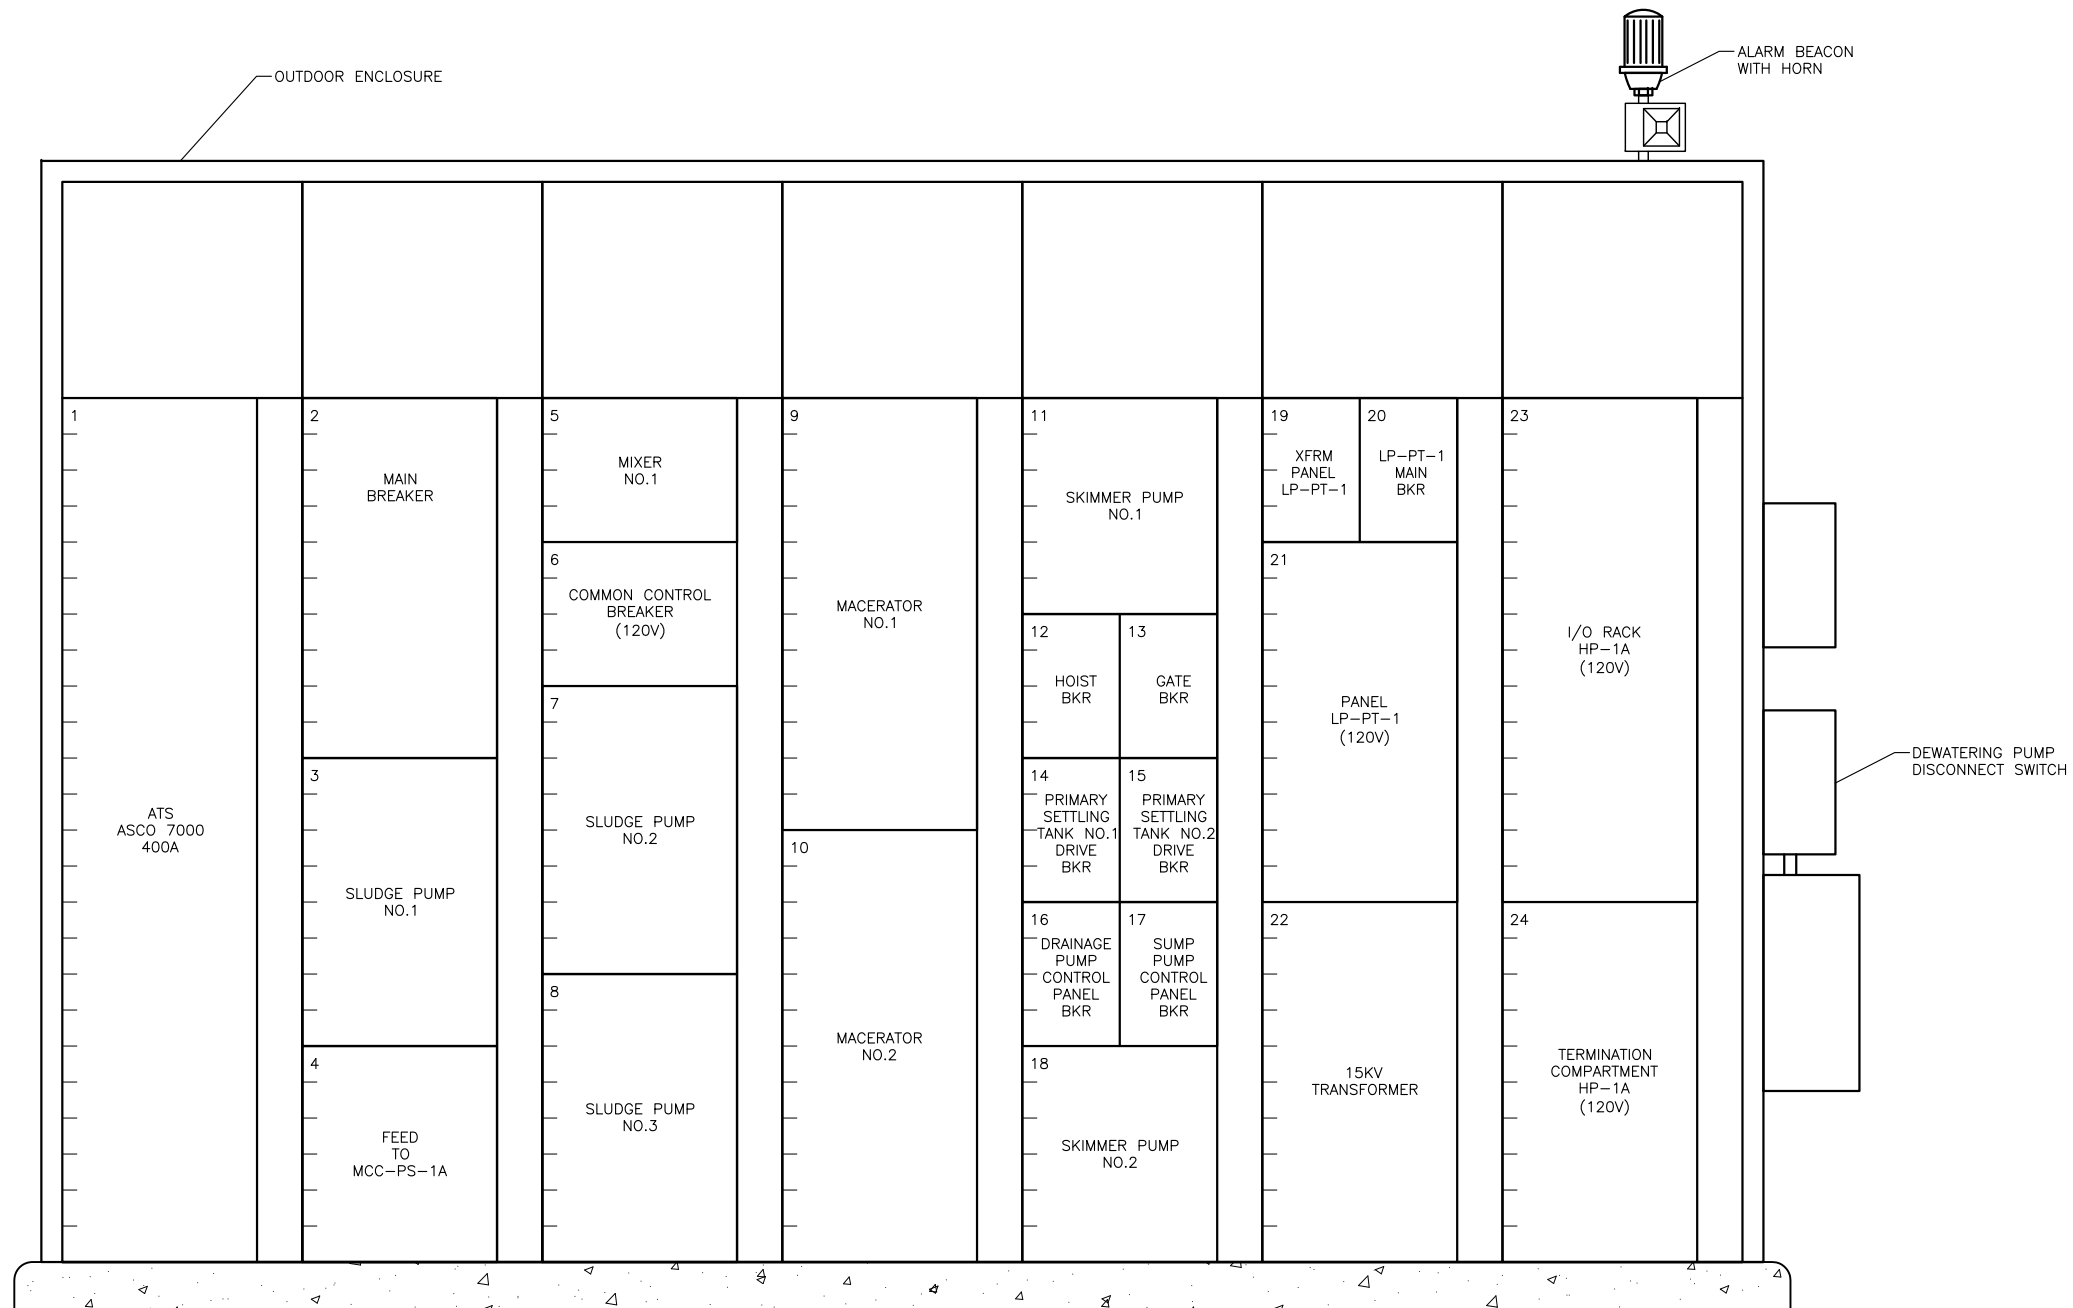 ALARM BEACON
WITH HORN
OUTDOOR ENCLOSURE
1
ATS
ASCO 7000
400A
2
MAIN
BREAKER
3
SLUDGE PUMP
NO.1
4
FEED
TO
MCC-PS-1A
5
MIXER
NO.1
6
COMMON CONTROL
BREAKER
(120V)
7
SLUDGE PUMP
NO.2
8
SLUDGE PUMP
NO.3
9
MACERATOR
NO.1
10
MACERATOR
NO.2
11
SKIMMER PUMP
NO.1
12
HOIST
BKR
13
GATE
BKR
14
PRIMARY
SETTLING
TANK NO.1
DRIVE
BKR
15
PRIMARY
SETTLING
TANK NO.2
DRIVE
BKR
16
DRAINAGE
PUMP
CONTROL
PANEL
BKR
17
SUMP
PUMP
CONTROL
PANEL
BKR
18
SKIMMER PUMP
NO.2
19
XFRM
PANEL
LP-PT-1
20
LP-PT-1
MAIN
BKR
21
PANEL
LP-PT-1
(120V)
22
15KV
TRANSFORMER
23
I/O RACK
HP-1A
(120V)
24
TERMINATION
COMPARTMENT
HP-1A
(120V)
DEWATERING PUMP
DISCONNECT SWITCH